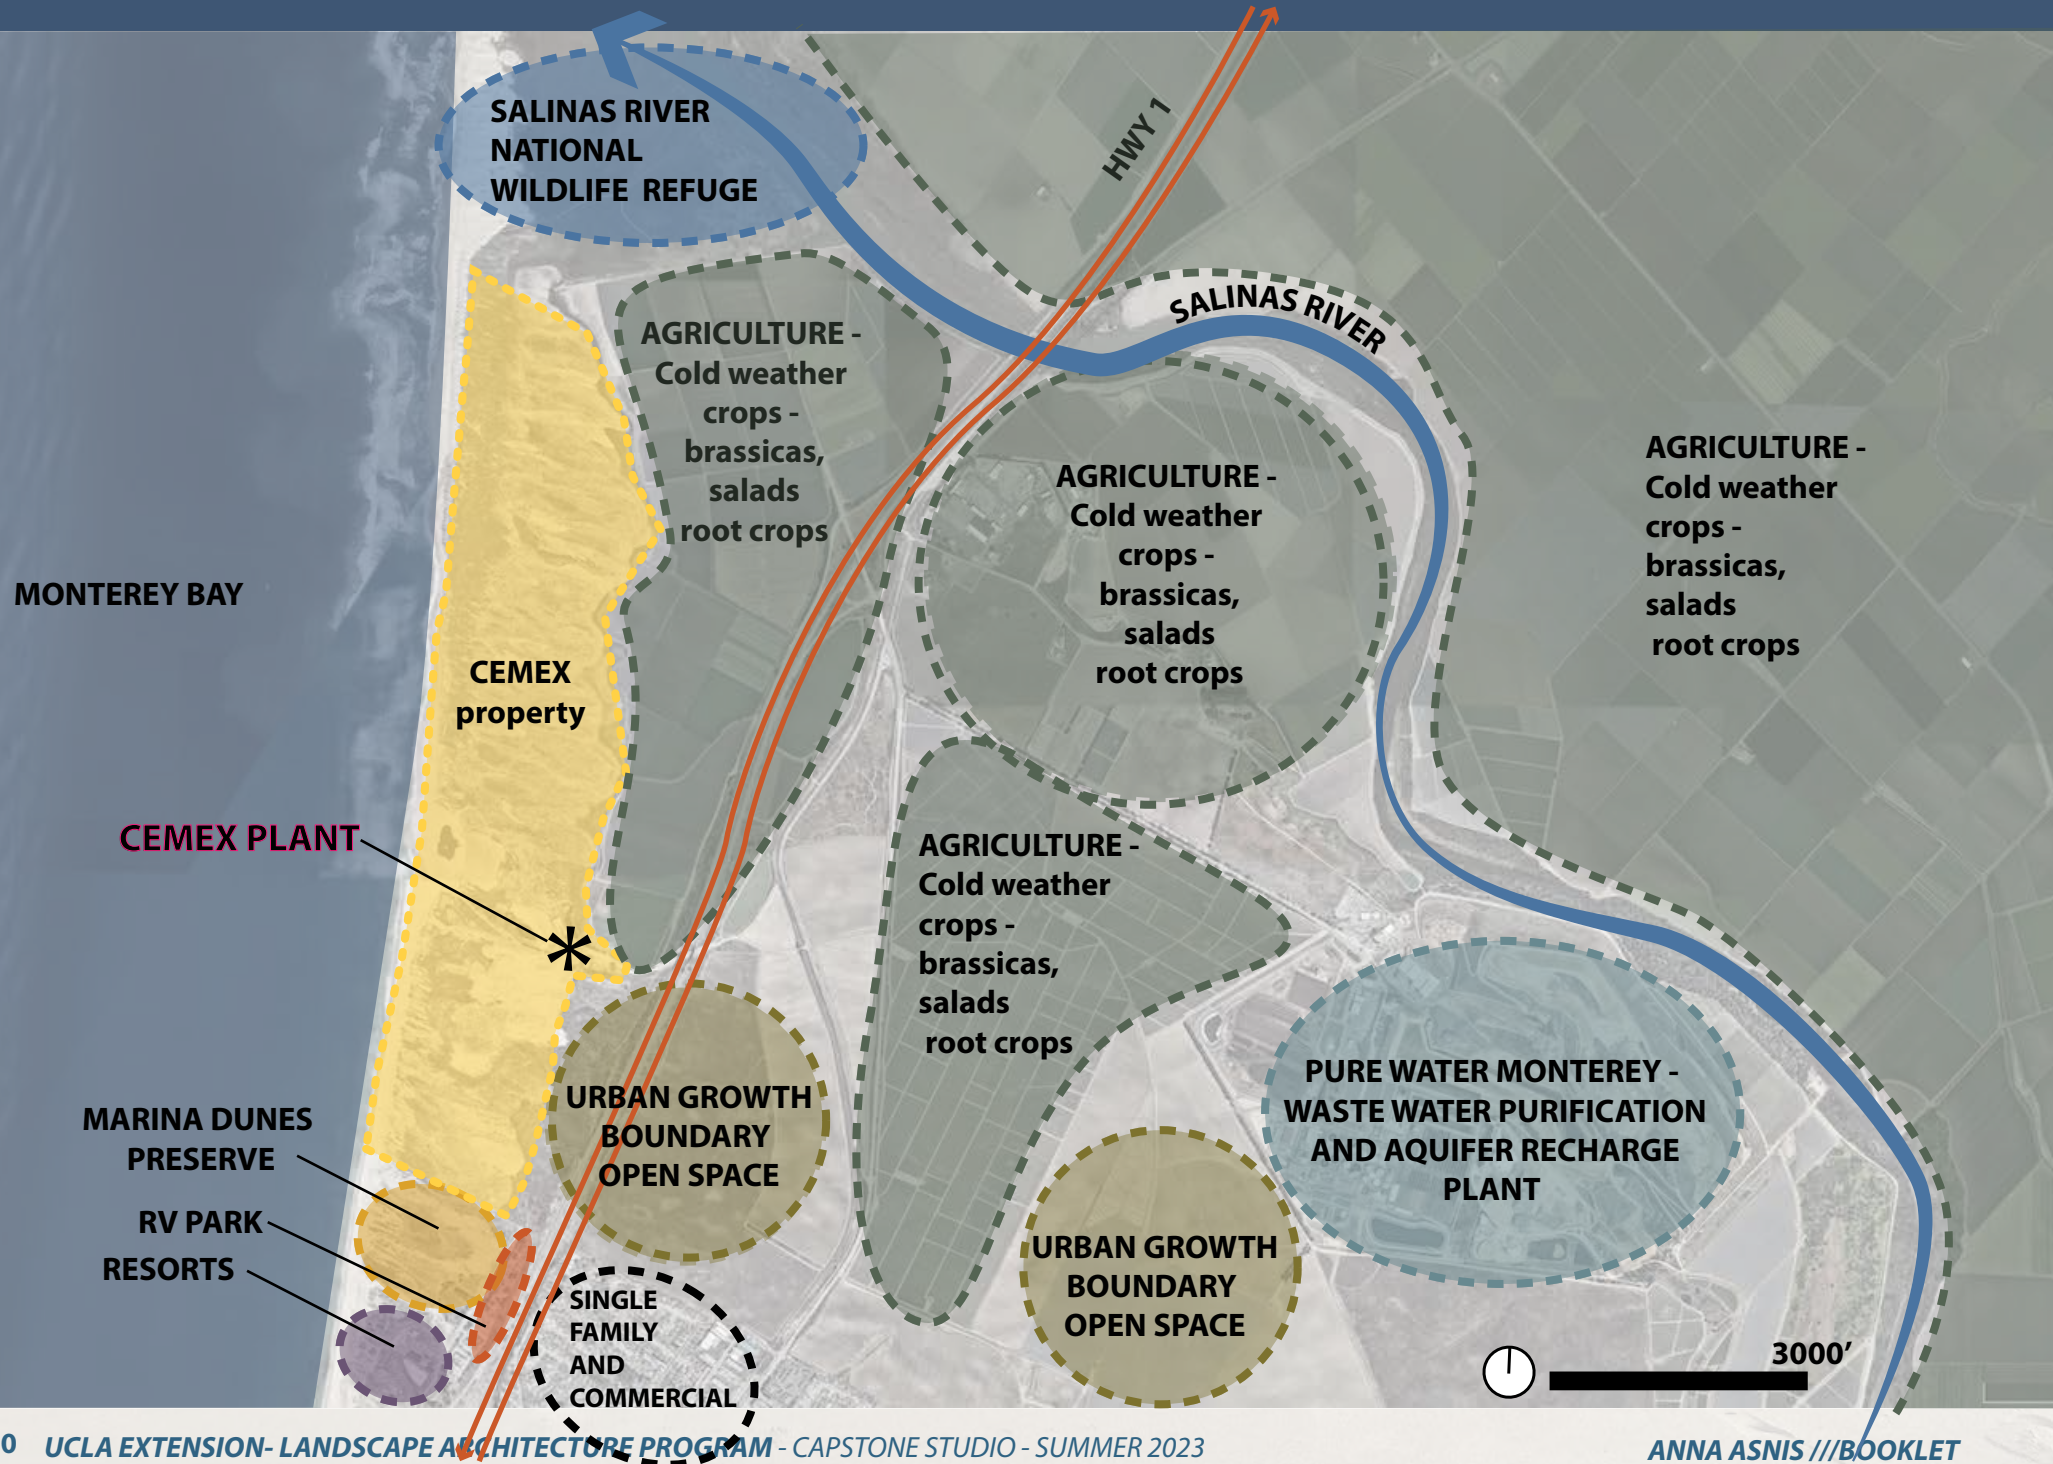 SALINAS RIVER
NATIONAL
WILDLIFE REFUGE
HWY 1
SALINAS RIVER
AGRICULTURE -
Cold weather
crops -
brassicas,
salads
root crops
AGRICULTURE -
Cold weather
crops -
brassicas,
salads
root crops
AGRICULTURE -
Cold weather
crops -
brassicas,
salads
root crops
MONTEREY BAY
CEMEX
property
CEMEX PLANT
AGRICULTURE -
Cold weather
crops -
brassicas,
salads
root crops
MARINA DUNES
PRESERVE
RV PARK
RESORTS
URBAN GROWTH
BOUNDARY
OPEN SPACE
PURE WATER MONTEREY -
WASTE WATER PURIFICATION
AND AQUIFER RECHARGE
PLANT
URBAN GROWTH
BOUNDARY
OPEN SPACE
SINGLE
FAMILY
AND
COMMERCIAL
3000'
0 UCLA EXTENSION- LANDSCAPE ARCHITECTURE PROGRAM - CAPSTONE STUDIO - SUMMER 2023
ANNA ASNIS ///BOOKLET